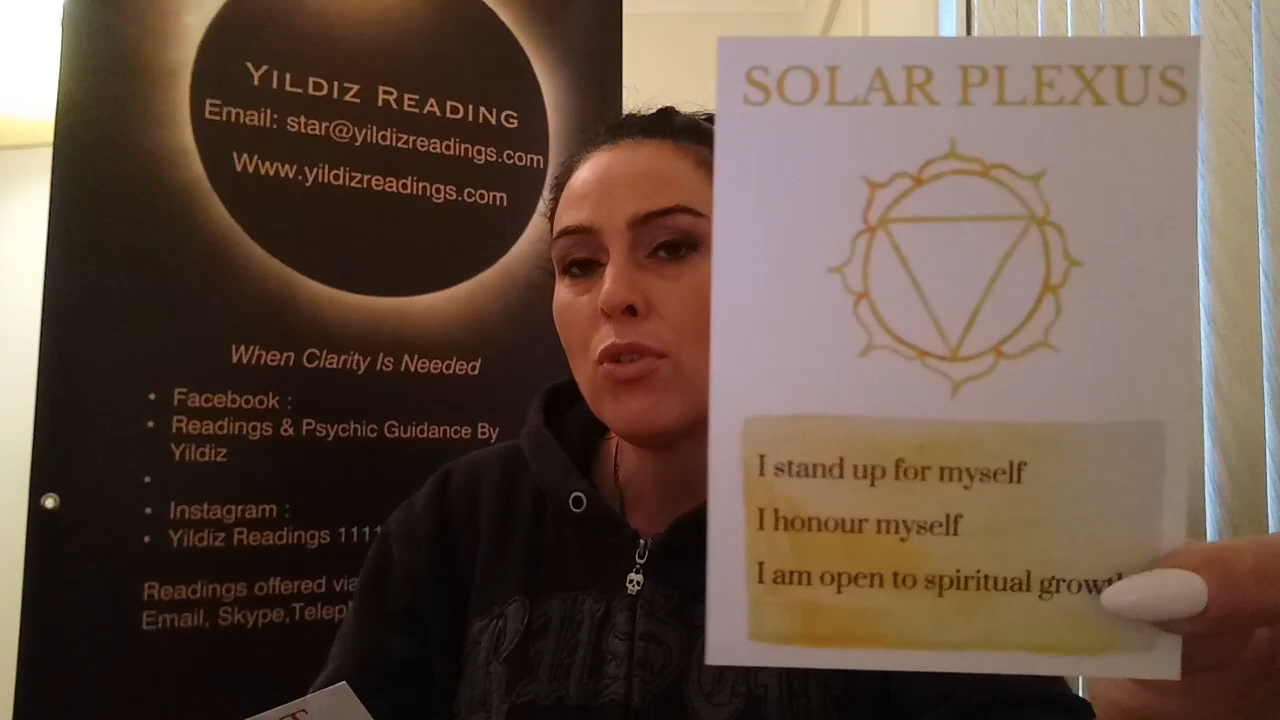 YILDIZ READING
Email: star@yildizreadings.com
Www.yildizreadings.com
When Clarity Is Needed
• Facebook :
• Readings & Psychic Guidance By
Yildiz
•
• Instagram :
• Yildiz Readings 1111
Readings offered via
Email, Skype,Telep
SOLAR PLEXUS
I stand up for myself
I honour myself
I am open to spiritual growth